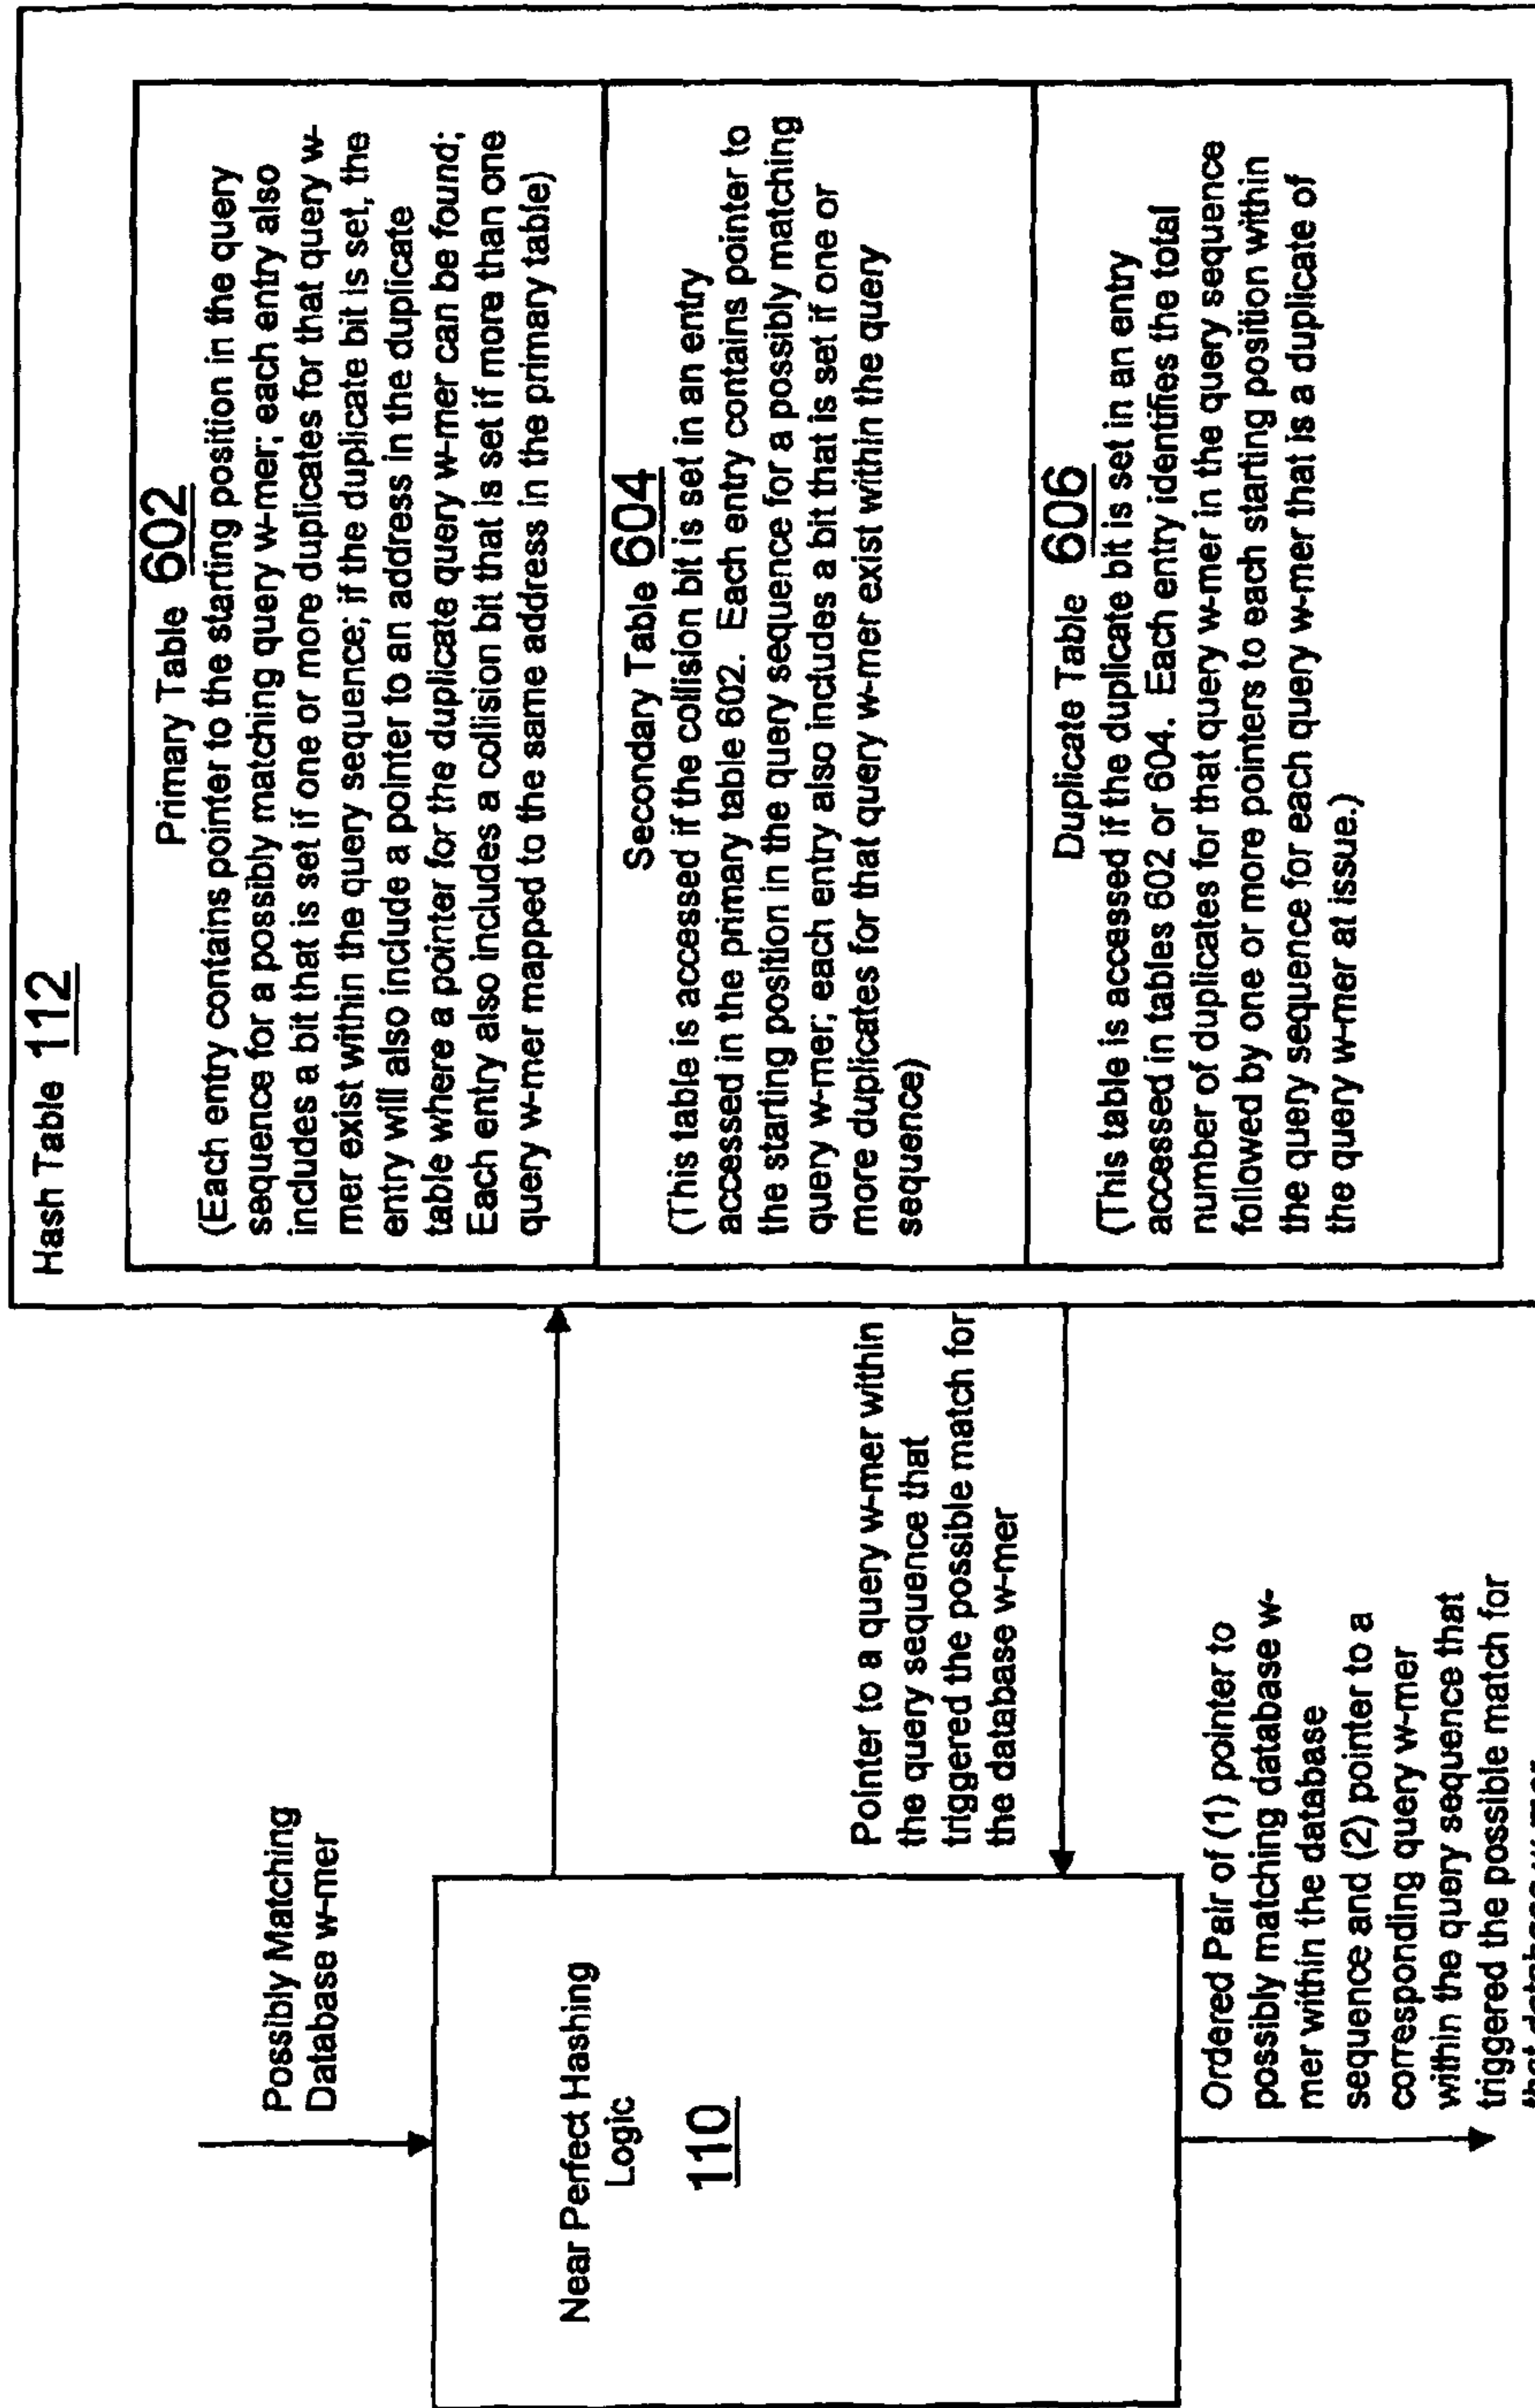 Hash Table 112
Primary Table 602
(Each entry contains pointer to the starting position in the query
sequence for a possibly matching query w-mer; each entry also
includes a bit that is set if one or more duplicates for that query w-
mer exist within the query sequence; if the duplicate bit is set, the
entry will also include a pointer to an address in the duplicate
table where a pointer for the duplicate query w-mer can be found;
Each entry also includes a collision bit that is set if more than one
query w-mer mapped to the same address in the primary table)
Secondary Table 604
(This table is accessed if the collision bit is set in an entry
accessed in the primary table 602. Each entry contains pointer to
the starting position in the query sequence for a possibly matching
query w-mer; each entry also includes a bit that is set if one or
more duplicates for that query w-mer exist within the query
sequence)
Duplicate Table 606
(This table is accessed if the duplicate bit is set in an entry
accessed in tables 602 or 604. Each entry identifies the total
number of duplicates for that query w-mer in the query sequence
followed by one or more pointers to each starting position within
the query sequence for each query w-mer that is a duplicate of
the query w-mer at issue.)
Possibly Matching
Database w-mer
Near Perfect Hashing
Logic
110
Pointer to a query w-mer within
the query sequence that
triggered the possible match for
the database w-mer
Ordered Pair of (1) pointer to
possibly matching database w-
mer within the database
sequence and (2) pointer to a
corresponding query w-mer
within the query sequence that
triggered the possible match for
that database w-mer